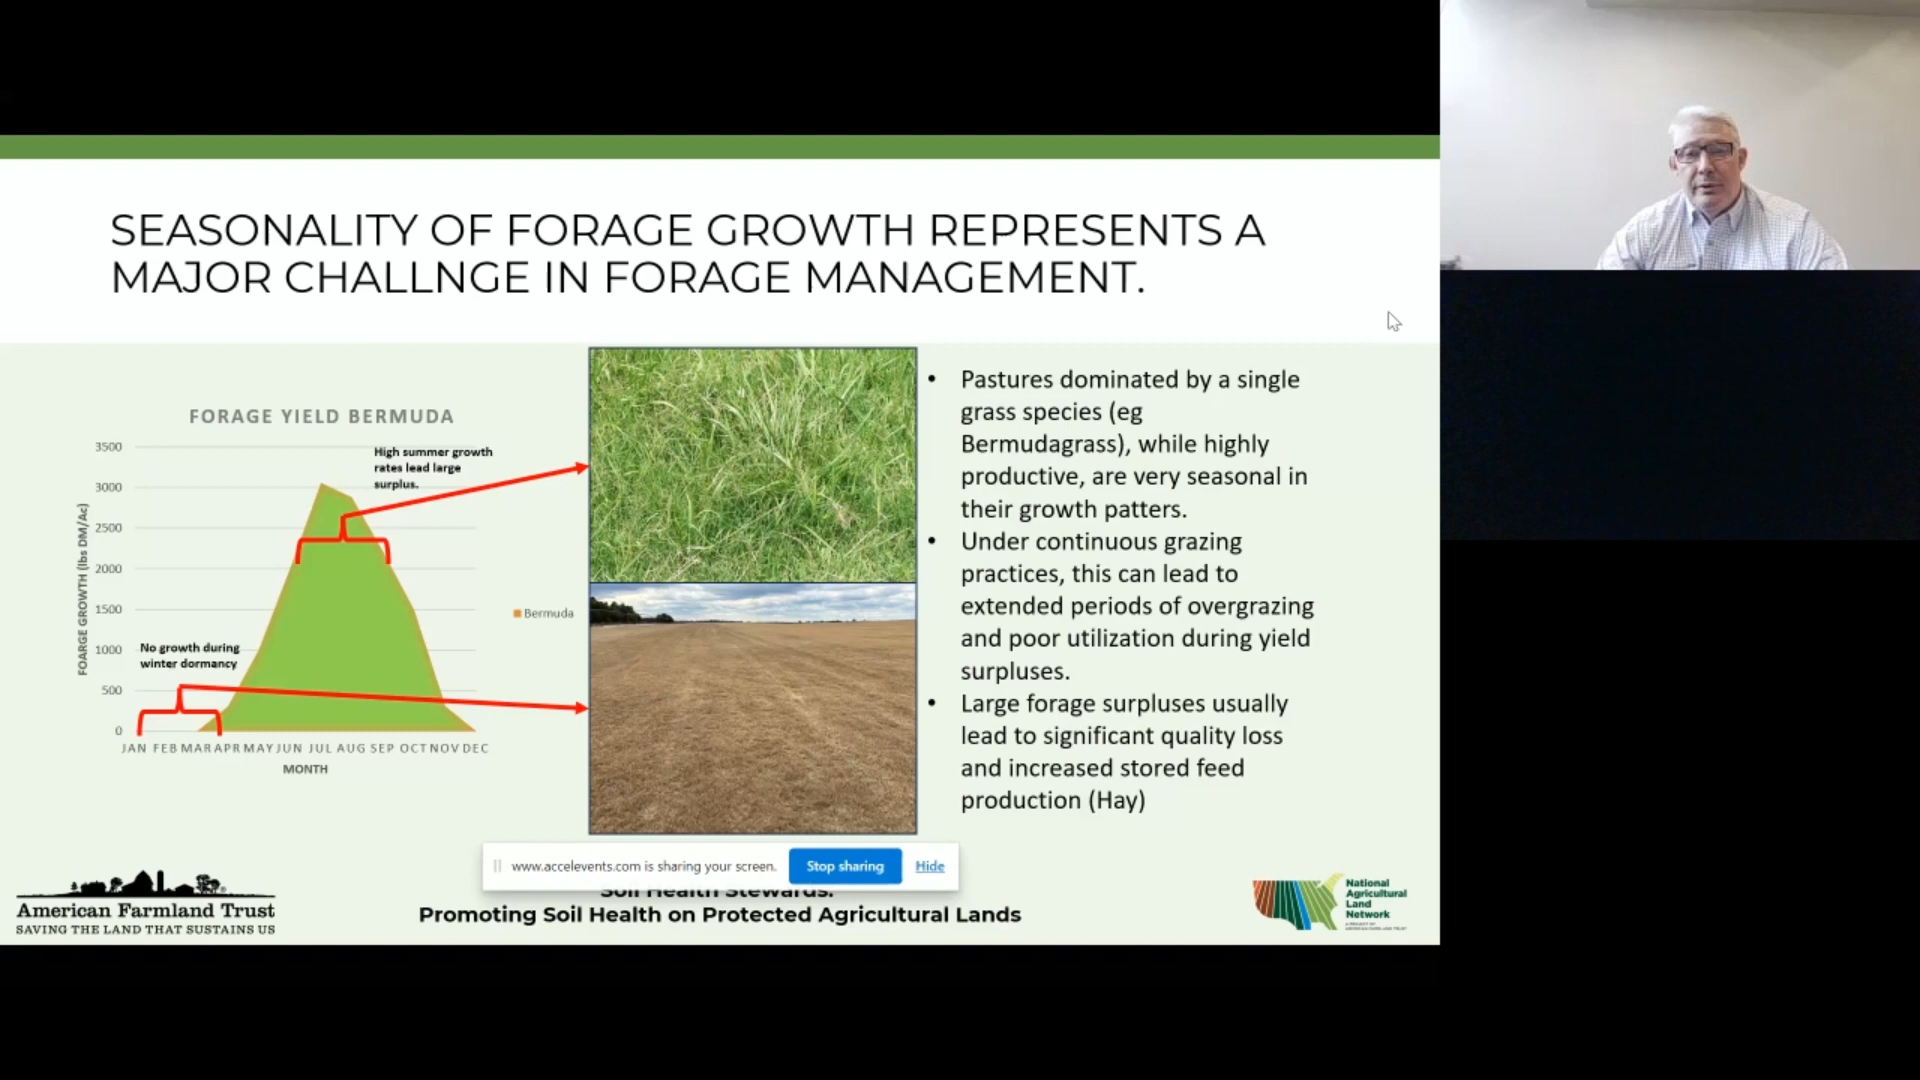 SEASONALITY OF FORAGE GROWTH REPRESENTS A
MAJOR CHALLNGE IN FORAGE MANAGEMENT.
FORAGE YIELD BERMUDA
3500
3000
2500
2000
1500
1000
500
0
FOARGE GROWTH (lbs DM/Ac)
High summer growth
rates lead large
surplus.
No growth during
winter dormancy
Bermuda
JAN FEB MAR APR MAY JUN JUL AUG SEP OCT NOV DEC
MONTH
• Pastures dominated by a single
grass species (eg
Bermudagrass), while highly
productive, are very seasonal in
their growth patters.
• Under continuous grazing
practices, this can lead to
extended periods of overgrazing
and poor utilization during yield
surpluses.
• Large forage surpluses usually
lead to significant quality loss
and increased stored feed
production (Hay)
www.accelevents.com is sharing your screen.
Stop sharing
Hide
Soil Health Stewards:
Promoting Soil Health on Protected Agricultural Lands
American Farmland Trust
SAVING THE LAND THAT SUSTAINS US
National
Agricultural
Land
Network
A PROJECT OF
AMERICAN FARMLAND TRUST